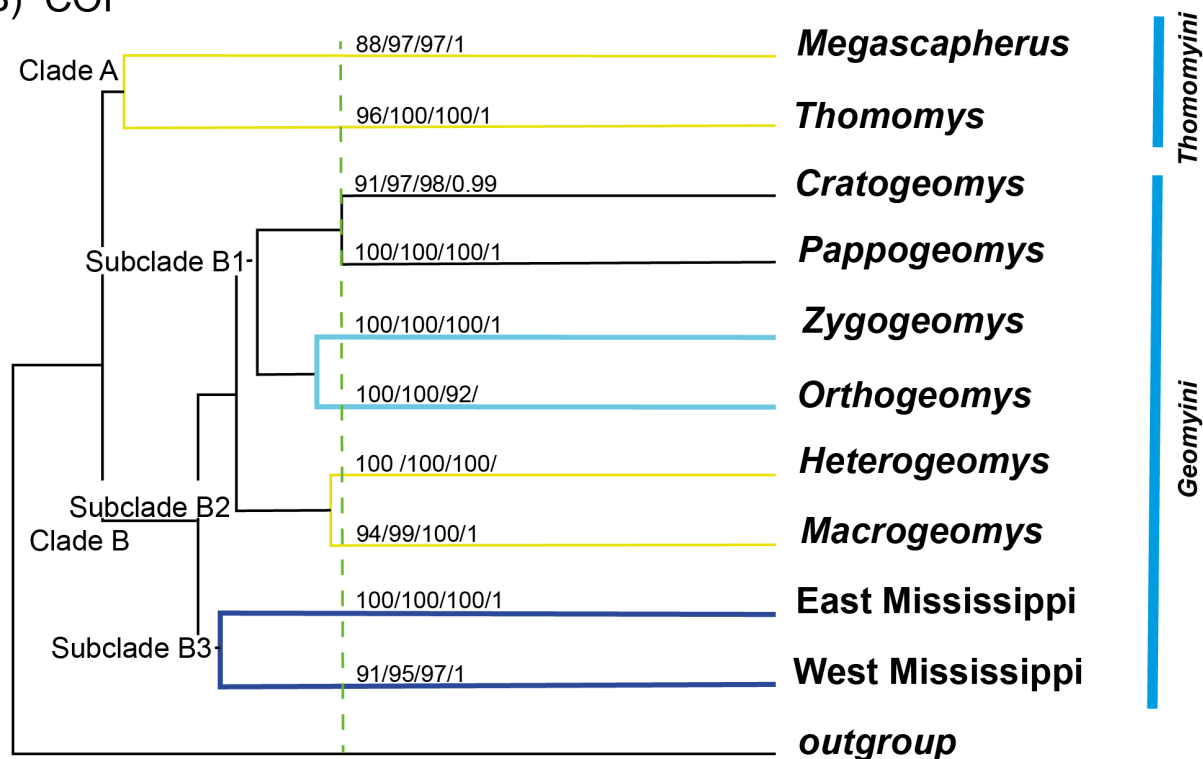 COI
88/97/97/1
Megascapherus
Clade A
96/100/100/1
Thomomys
Thomomyini
91/97/98/0.99
Cratogeomys
Subclade B1
100/100/100/1
Pappogeomys
100/100/100/1
Zygogeomys
100/100/92/
Orthogeomys
Geomyini
100 /100/100/
Heterogeomys
Subclade B2
94/99/100/1
Macrogeomys
Clade B
100/100/100/1
East Mississippi
Subclade B3
91/95/97/1
West Mississippi
outgroup